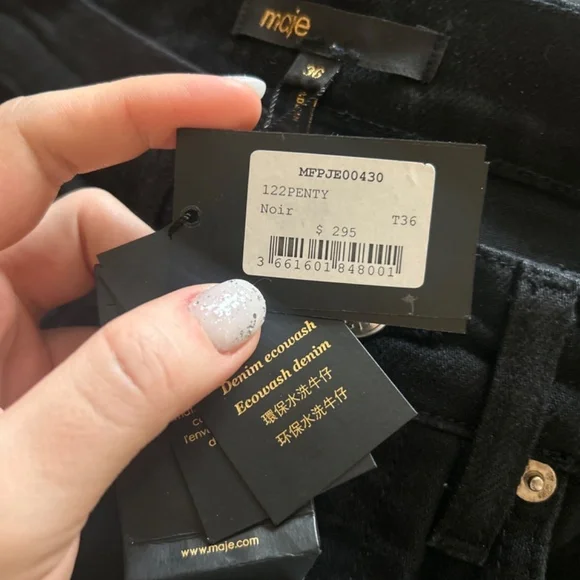 maje
36
MFPJE00430
122PENTY
Noir
T36
$ 295
3 661601 848001
Denim ecowash
Ecowash denim
環保水洗牛仔
环保水洗牛仔
l'env
www.maje.com